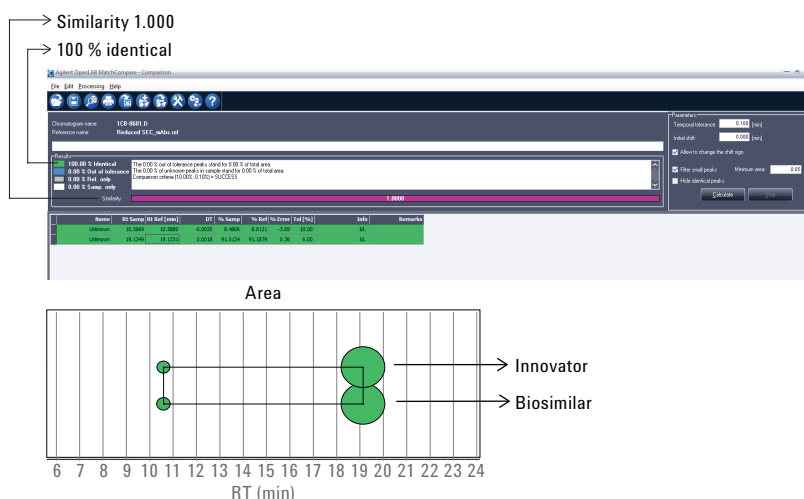 Similarity 1.000
100 % identical
Agilent OpenLAB MatchCompare - Comparison
File Edit Processing Help
Chromatogram name: 1CB-0601.D
Reference name: Reduced SEC_mAbs.ref
Parameters
Temporal tolerance: 0.100 [min]
Initial shift: 0.000 [min]
Allow to change the shift sign
Filter small peaks Minimum area: 0.05
Hide identical peaks
Calculate
Results
100.00 % Identical
0.00 % Out of tolerance
0.00 % Ref. only
0.00 % Samp. only
The 0.00 % out of tolerance peaks stand for 0.00 % of total area.
The 0.00 % of unknown peaks in sample stand for 0.00 % of total area.
Comparison criteria (10.00%, 0.10%) = SUCCESS
Similarity: 1.0000
Name Rt Samp Rt Ref [min] DT % Samp % Ref % Error Tol [%] Info Remarks
Unknown 10.5869 10.5889 -0.0020 8.4866 8.8121 -3.69 10.00 Id.
Unknown 19.1349 19.1331 0.0018 91.5134 91.1879 0.36 6.00 Id.
Area
Innovator
Biosimilar
6 7 8 9 10 11 12 13 14 15 16 17 18 19 20 21 22 23 24
RT (min)